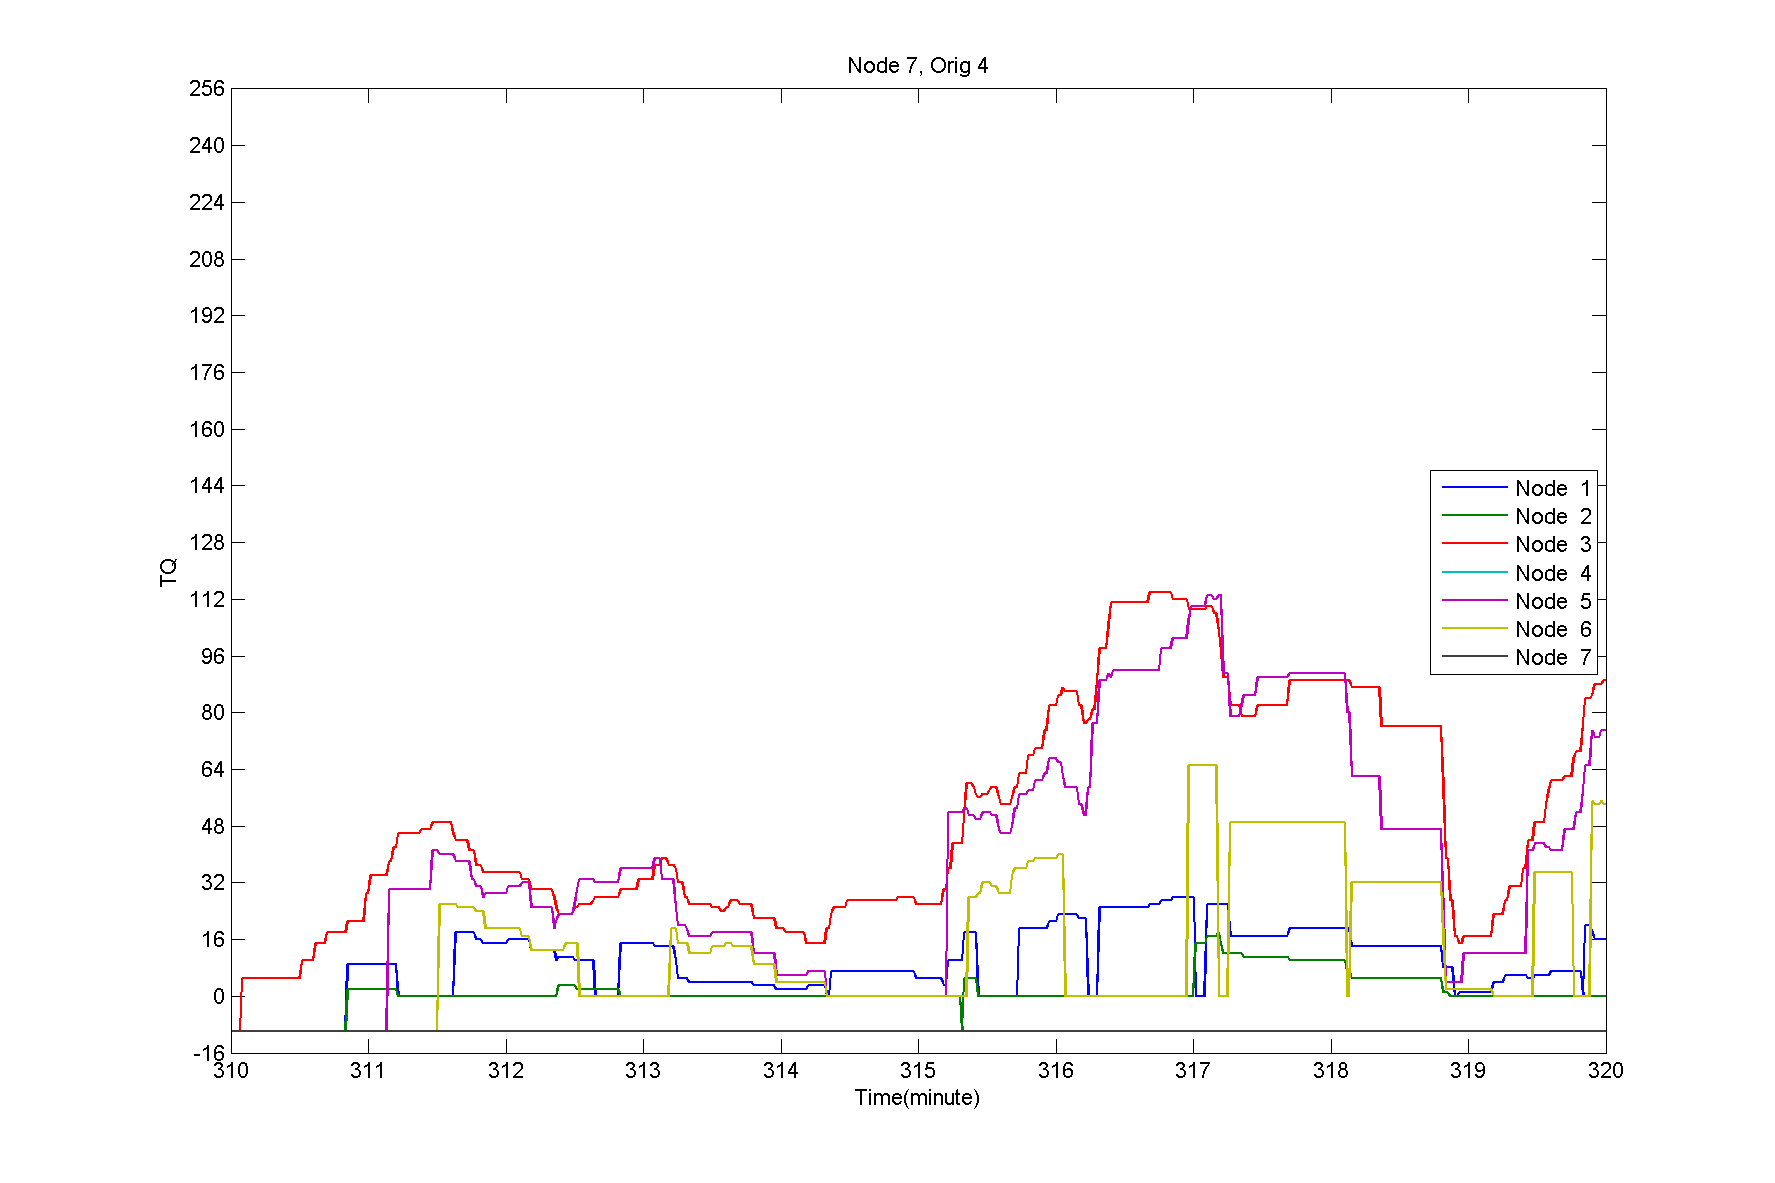 Node 7, Orig 4
256
240
224
208
192
176
160
144
128
112
96
80
64
48
32
16
0
-16
TQ
Node 1
Node 2
Node 3
Node 4
Node 5
Node 6
Node 7
310 311 312 313 314 315 316 317 318 319 320
Time(minute)